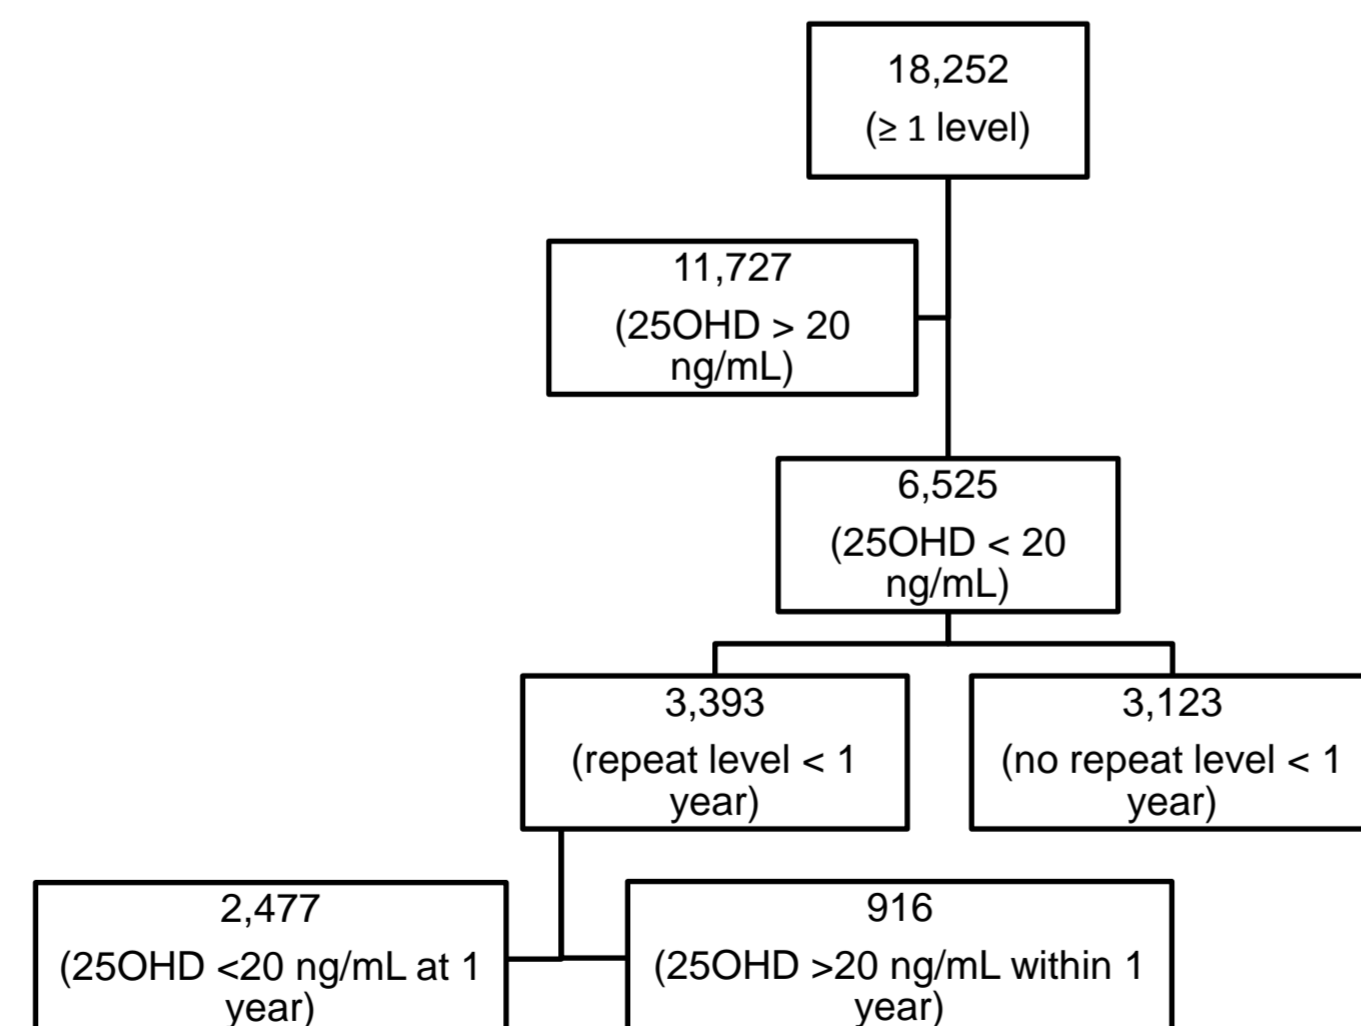 18,252
(≥ 1 level)
11,727
(25OHD > 20
ng/mL)
6,525
(25OHD < 20
ng/mL)
3,393
(repeat level < 1
year)
3,123
(no repeat level < 1
year)
2,477
(25OHD <20 ng/mL at 1
year)
916
(25OHD >20 ng/mL within 1
year)